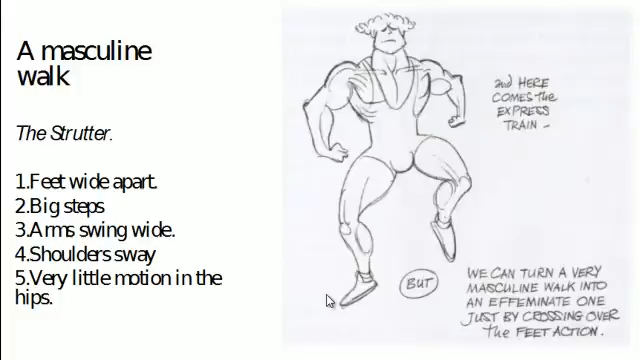 A masculine
walk
The Strutter.
1.Feet wide apart.
2.Big steps
3.Arms swing wide.
4.Shoulders sway
5.Very little motion in the
hips.
and HERE
COMES the
EXPRESS
TRAIN –
BUT
WE CAN TURN A VERY
MASCULINE WALK INTO
AN EFFEMINATE ONE
JUST BY CROSSING OVER
the FEET ACTION.